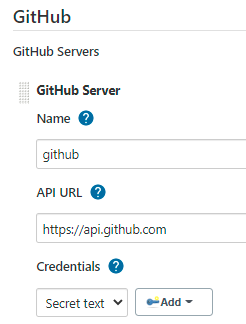 GitHub
GitHub Servers
GitHub Server
Name ?
github
API URL ?
https://api.github.com
Credentials ?
Secret text Add